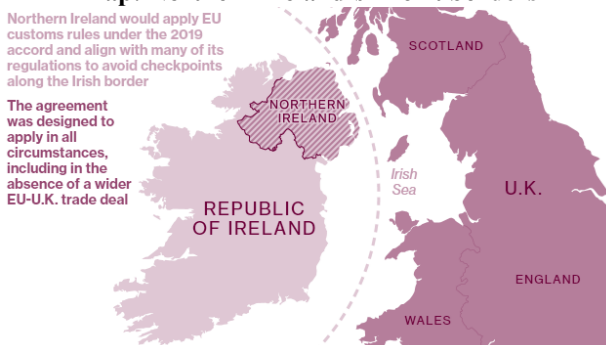 Northern Ireland would apply EU
customs rules under the 2019
accord and align with many of its
regulations to avoid checkpoints
along the Irish border
The agreement
was designed to
apply in all
circumstances,
including in the
absence of a wider
EU-U.K. trade deal
SCOTLAND
NORTHERN
IRELAND
Irish
Sea
U.K.
REPUBLIC
OF IRELAND
ENGLAND
WALES